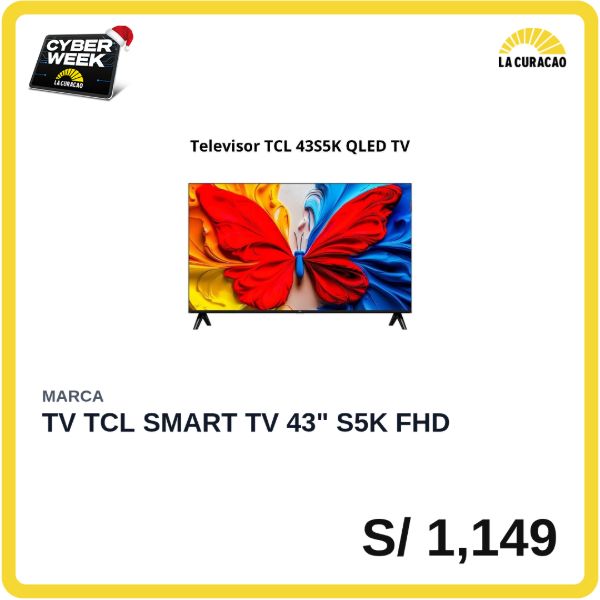 CYBER
WEEK
LA CURACAO
LA CURACAO
Televisor TCL 43S5K QLED TV
MARCA
TV TCL SMART TV 43" S5K FHD
S/ 1,149